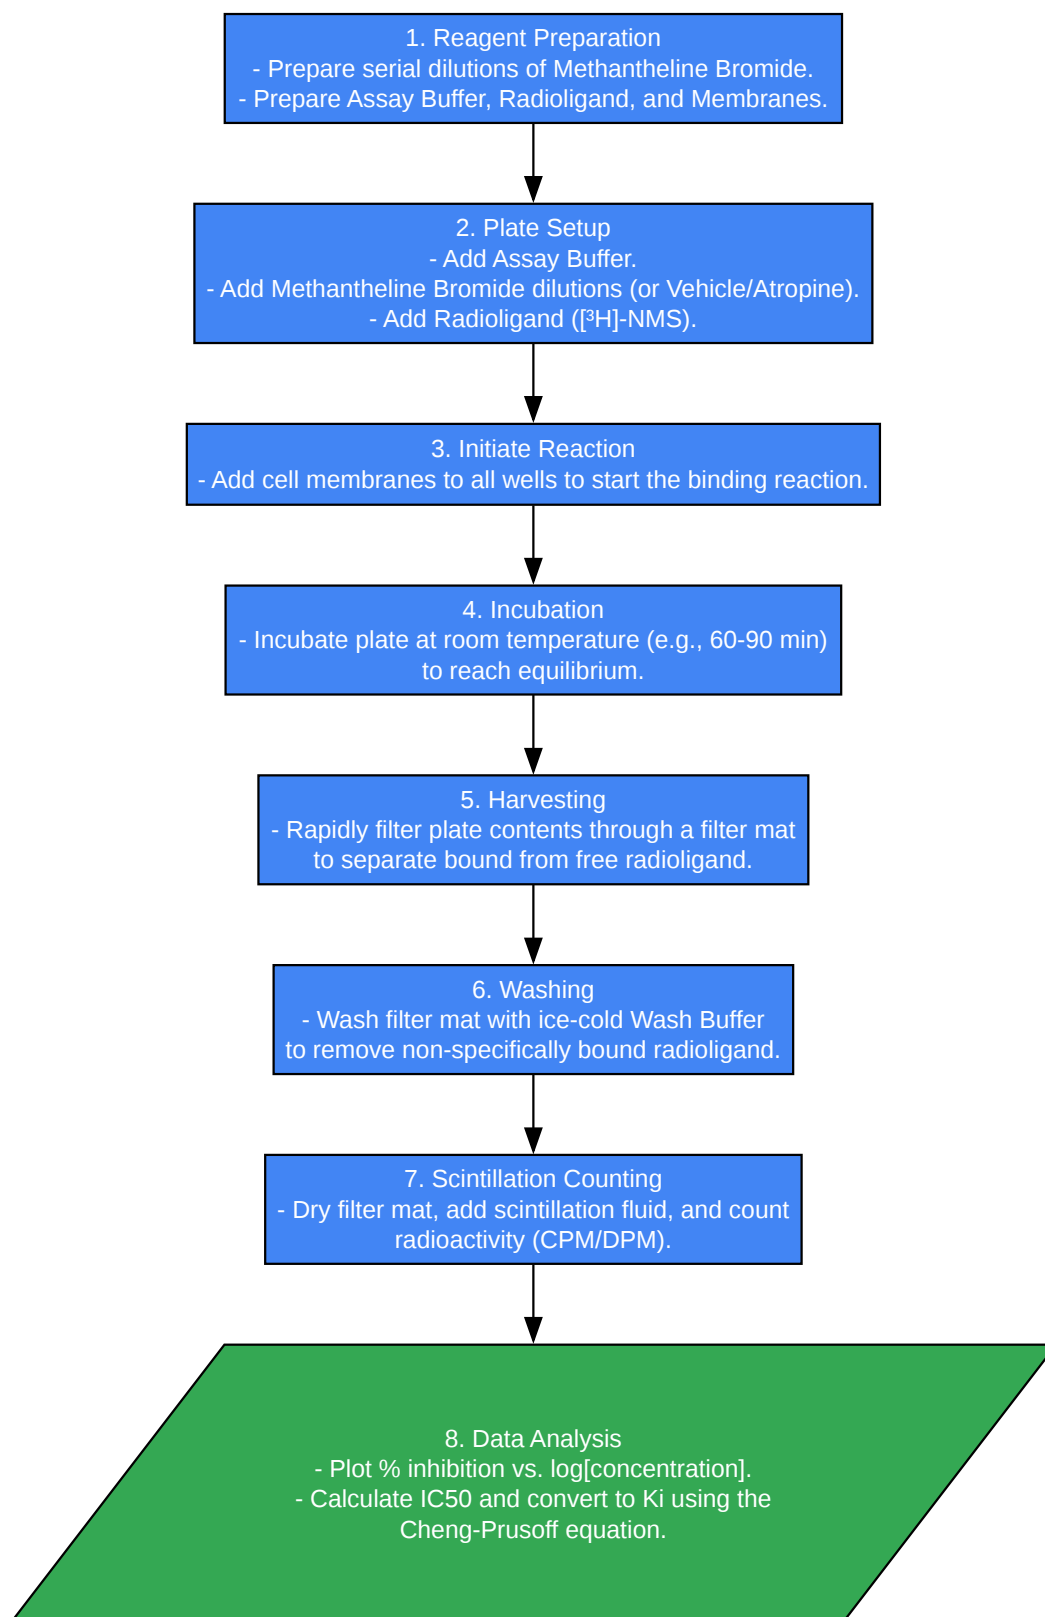 1. Reagent Preparation
- Prepare serial dilutions of Methantheline Bromide.
- Prepare Assay Buffer, Radioligand, and Membranes.
2. Plate Setup
- Add Assay Buffer.
- Add Methantheline Bromide dilutions (or Vehicle/Atropine).
- Add Radioligand ([³H]-NMS).
3. Initiate Reaction
- Add cell membranes to all wells to start the binding reaction.
4. Incubation
- Incubate plate at room temperature (e.g., 60-90 min)
to reach equilibrium.
5. Harvesting
- Rapidly filter plate contents through a filter mat
to separate bound from free radioligand.
6. Washing
- Wash filter mat with ice-cold Wash Buffer
to remove non-specifically bound radioligand.
7. Scintillation Counting
- Dry filter mat, add scintillation fluid, and count
radioactivity (CPM/DPM).
8. Data Analysis
- Plot % inhibition vs. log[concentration].
- Calculate IC50 and convert to Ki using the
Cheng-Prusoff equation.